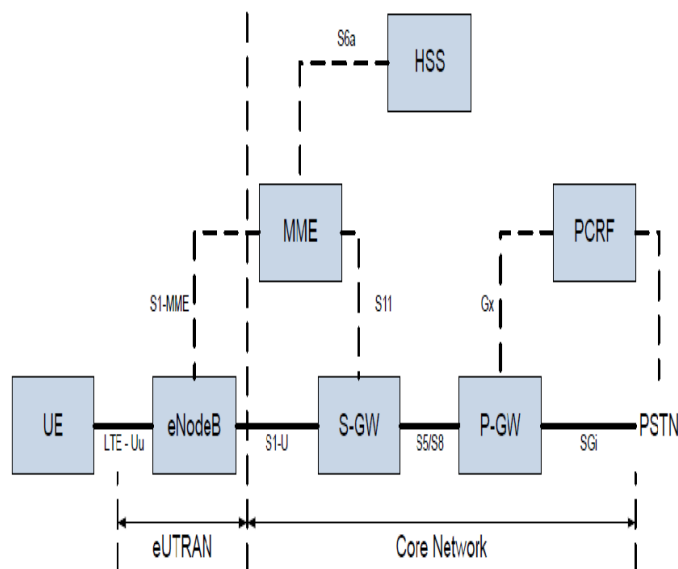 S6a
HSS
MME
PCRF
S1-MME
S11
Gx
UE
eNodeB
S-GW
P-GW
PSTN
LTE - Uu
S1-U
S5/S8
SGi
eUTRAN
Core Network